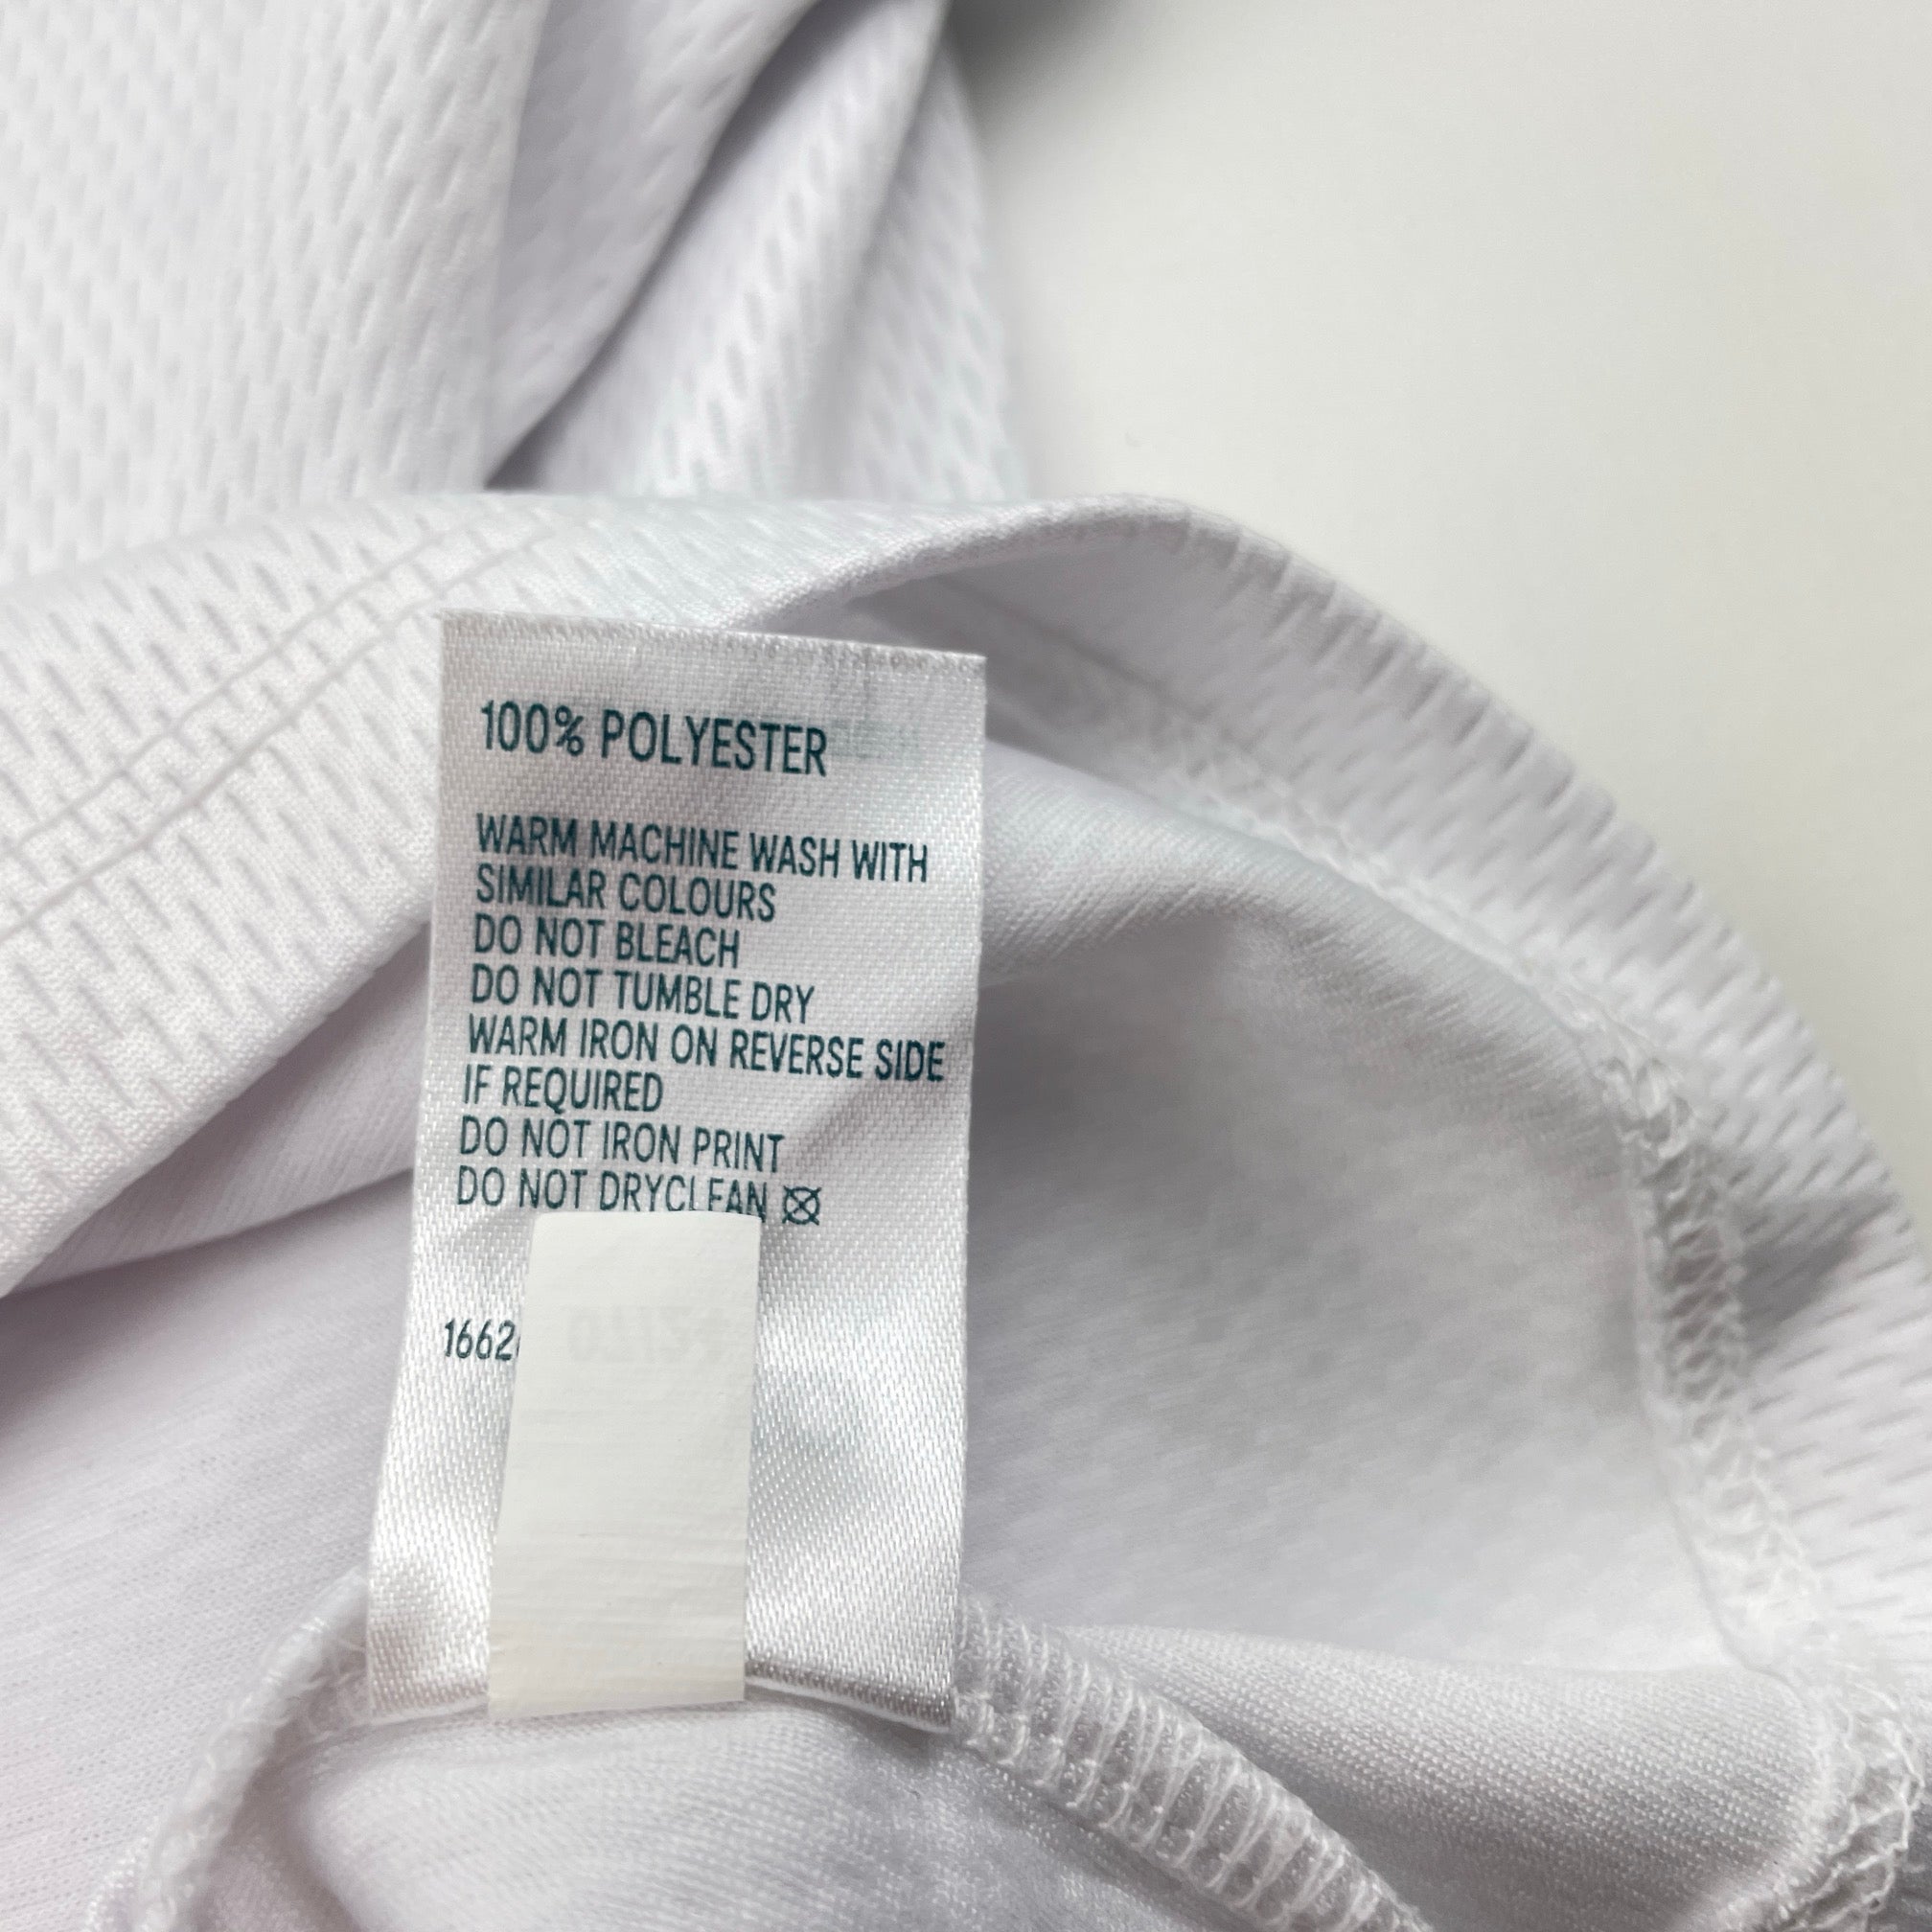 100% POLYESTER
WARM MACHINE WASH WITH
SIMILAR COLOURS
DO NOT BLEACH
DO NOT TUMBLE DRY
WARM IRON ON REVERSE SIDE
IF REQUIRED
DO NOT IRON PRINT
DO NOT DRYCLEAN